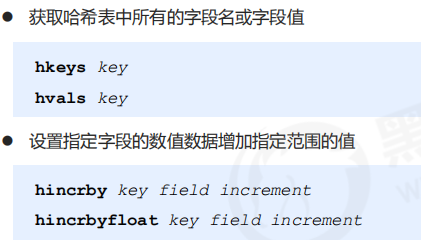 ● 获取哈希表中所有的字段名或字段值
hkeys key
hvals key
● 设置指定字段的数值数据增加指定范围的值
hincrby key field increment
hincrbyfloat key field increment
黑